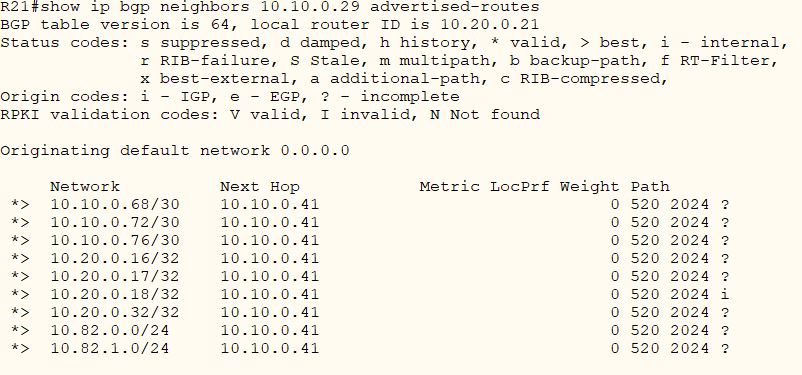 R21#show ip bgp neighbors 10.10.0.29 advertised-routes
BGP table version is 64, local router ID is 10.20.0.21
Status codes: s suppressed, d damped, h history, * valid, > best, i - internal,
              r RIB-failure, S Stale, m multipath, b backup-path, f RT-Filter,
              x best-external, a additional-path, c RIB-compressed,
Origin codes: i - IGP, e - EGP, ? - incomplete
RPKI validation codes: V valid, I invalid, N Not found

Originating default network 0.0.0.0

     Network          Next Hop            Metric LocPrf Weight Path
 *>  10.10.0.68/30    10.10.0.41                             0 520 2024 ?
 *>  10.10.0.72/30    10.10.0.41                             0 520 2024 ?
 *>  10.10.0.76/30    10.10.0.41                             0 520 2024 ?
 *>  10.20.0.16/32    10.10.0.41                             0 520 2024 ?
 *>  10.20.0.17/32    10.10.0.41                             0 520 2024 ?
 *>  10.20.0.18/32    10.10.0.41                             0 520 2024 i
 *>  10.20.0.32/32    10.10.0.41                             0 520 2024 ?
 *>  10.82.0.0/24     10.10.0.41                             0 520 2024 ?
 *>  10.82.1.0/24     10.10.0.41                             0 520 2024 ?